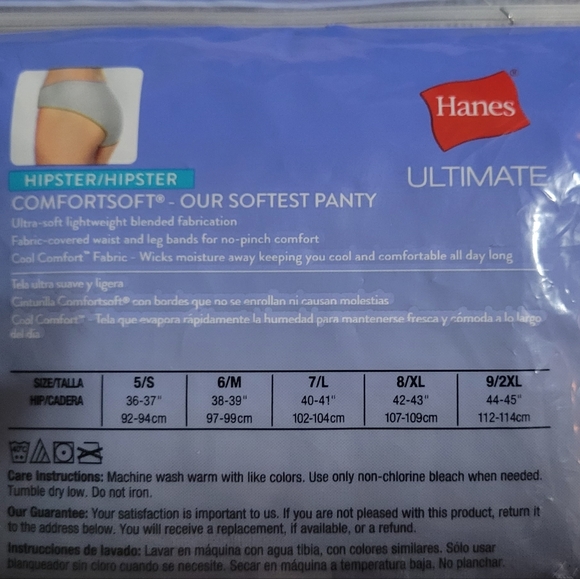 Hanes®
ULTIMATE
HIPSTER/HIPSTER
COMFORTSOFT® - OUR SOFTEST PANTY
Ultra-soft lightweight blended fabrication
Fabric-covered waist and leg bands for no-pinch comfort
Cool Comfort™ Fabric - Wicks moisture away keeping you cool and comfortable all day long
Tela ultra suave y ligera
Cinturilla Comfortsoft® con bordes que no se enrollan ni causan molestias
Cool Comfort™ - Tela que evapora rápidamente la humedad para mantenerse fresca y cómoda a lo largo
del día
SIZE/TALLA 5/S 6/M 7/L 8/XL 9/2XL
HIP/CADERA 36-37" 38-39" 40-41" 42-43" 44-45"
92-94cm 97-99cm 102-104cm 107-109cm 112-114cm
Care Instructions: Machine wash warm with like colors. Use only non-chlorine bleach when needed.
Tumble dry low. Do not iron.
Our Guarantee: Your satisfaction is important to us. If you are not pleased with this product, return it
to the address below. You will receive a replacement, if available, or a refund.
Instrucciones de lavado: Lavar en máquina con agua tibia, con colores similares. Sólo usar
blanqueador sin cloro cuando se necesite. Secar en máquina a temperatura baja. No planchar.